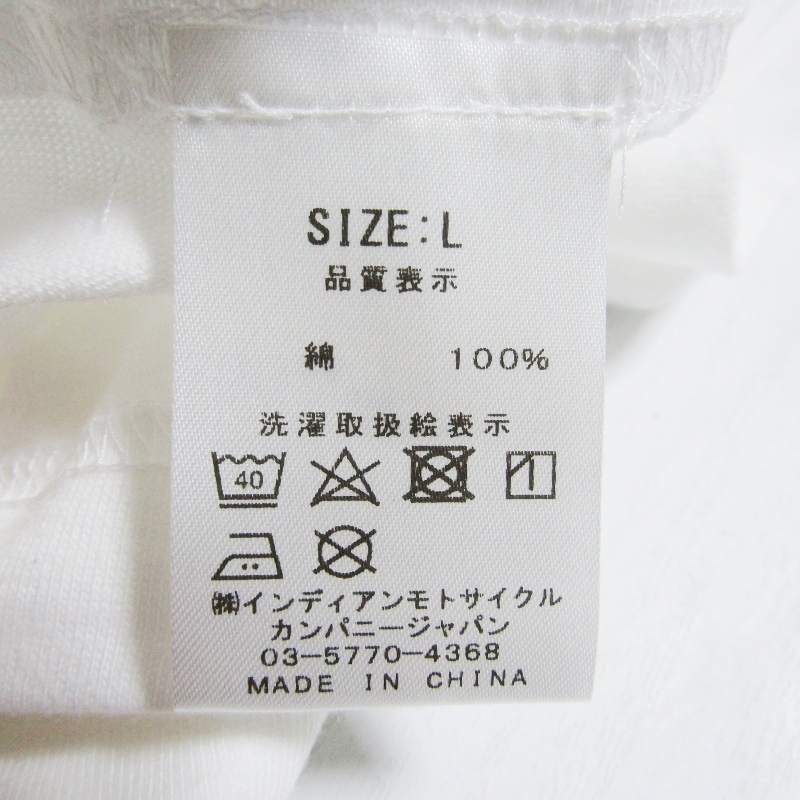 SIZE:L
品質表示
綿 100%
洗濯取扱絵表示
40
㈱インディアンモトサイクル
カンパニージャパン
03-5770-4368
MADE IN CHINA